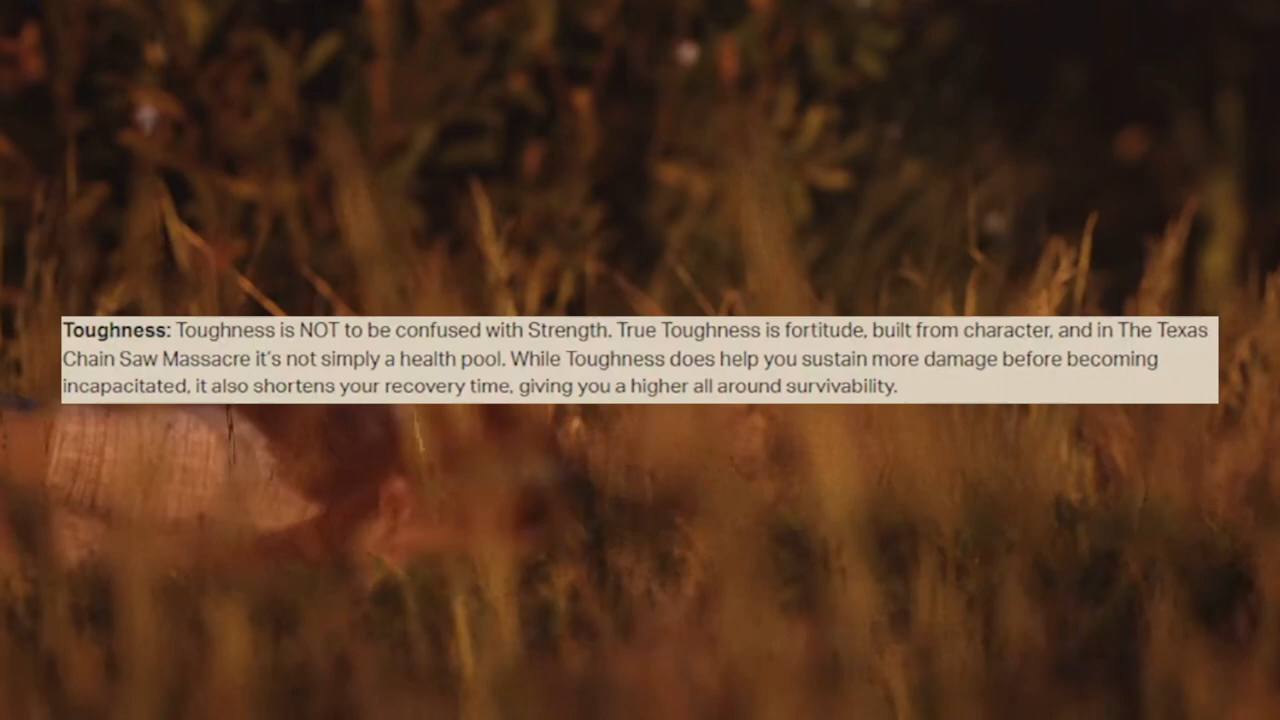 Toughness: Toughness is NOT to be confused with Strength. True Toughness is fortitude, built from character, and in The Texas
Chain Saw Massacre it's not simply a health pool. While Toughness does help you sustain more damage before becoming
incapacitated, it also shortens your recovery time, giving you a higher all around survivability.